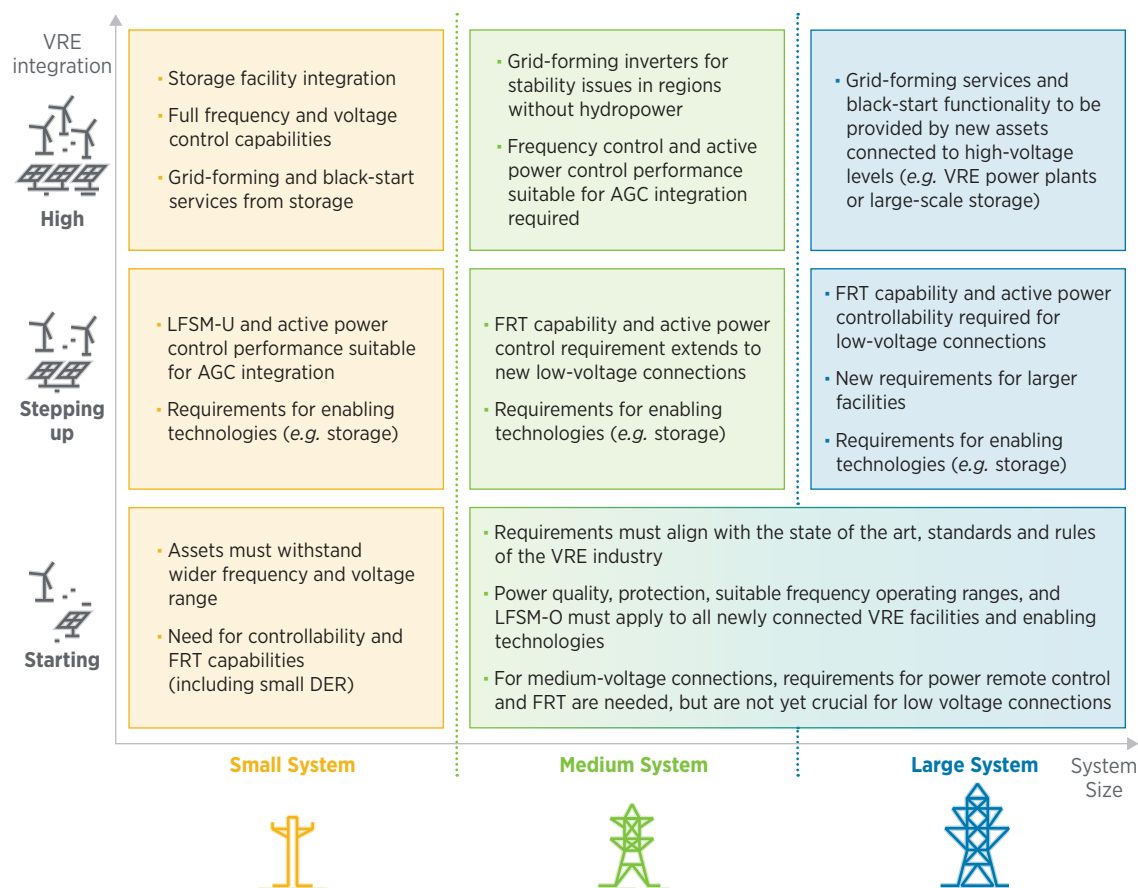 VRE
integration
▪ Storage facility integration
▪ Full frequency and voltage
control capabilities
▪ Grid-forming and black-start
services from storage
▪ Grid-forming inverters for
stability issues in regions
without hydropower
▪ Frequency control and active
power control performance
suitable for AGC integration
required
▪ Grid-forming services and
black-start functionality to be
provided by new assets
connected to high-voltage
levels (e.g. VRE power plants
or large-scale storage)
High
▪ LFSM-U and active power
control performance suitable
for AGC integration
▪ Requirements for enabling
technologies (e.g. storage)
▪ FRT capability and active power
control requirement extends to
new low-voltage connections
▪ Requirements for enabling
technologies (e.g. storage)
▪ FRT capability and active power
controllability required for
low-voltage connections
▪ New requirements for larger
facilities
▪ Requirements for enabling
technologies (e.g. storage)
Stepping
up
▪ Assets must withstand
wider frequency and voltage
range
▪ Need for controllability and
FRT capabilities
(including small DER)
▪ Requirements must align with the state of the art, standards and rules
of the VRE industry
▪ Power quality, protection, suitable frequency operating ranges, and
LFSM-O must apply to all newly connected VRE facilities and enabling
technologies
▪ For medium-voltage connections, requirements for power remote control
and FRT are needed, but are not yet crucial for low voltage connections
Starting
Small System
Medium System
Large System
System
Size